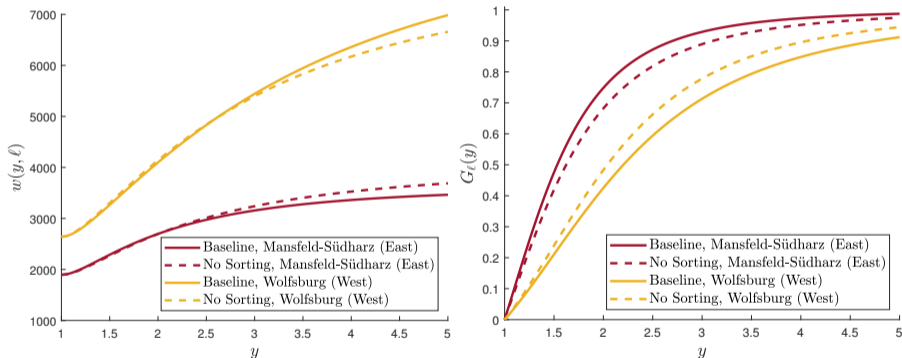 7000
6000
5000
4000
3000
2000
1000
w(y, ℓ)
1 1.5 2 2.5 3 3.5 4 4.5 5
y
Baseline, Mansfeld-Südharz (East)
No Sorting, Mansfeld-Südharz (East)
Baseline, Wolfsburg (West)
No Sorting, Wolfsburg (West)
1
0.9
0.8
0.7
0.6
0.5
0.4
0.3
0.2
0.1
0
G_ℓ(y)
1 1.5 2 2.5 3 3.5 4 4.5 5
y
Baseline, Mansfeld-Südharz (East)
No Sorting, Mansfeld-Südharz (East)
Baseline, Wolfsburg (West)
No Sorting, Wolfsburg (West)